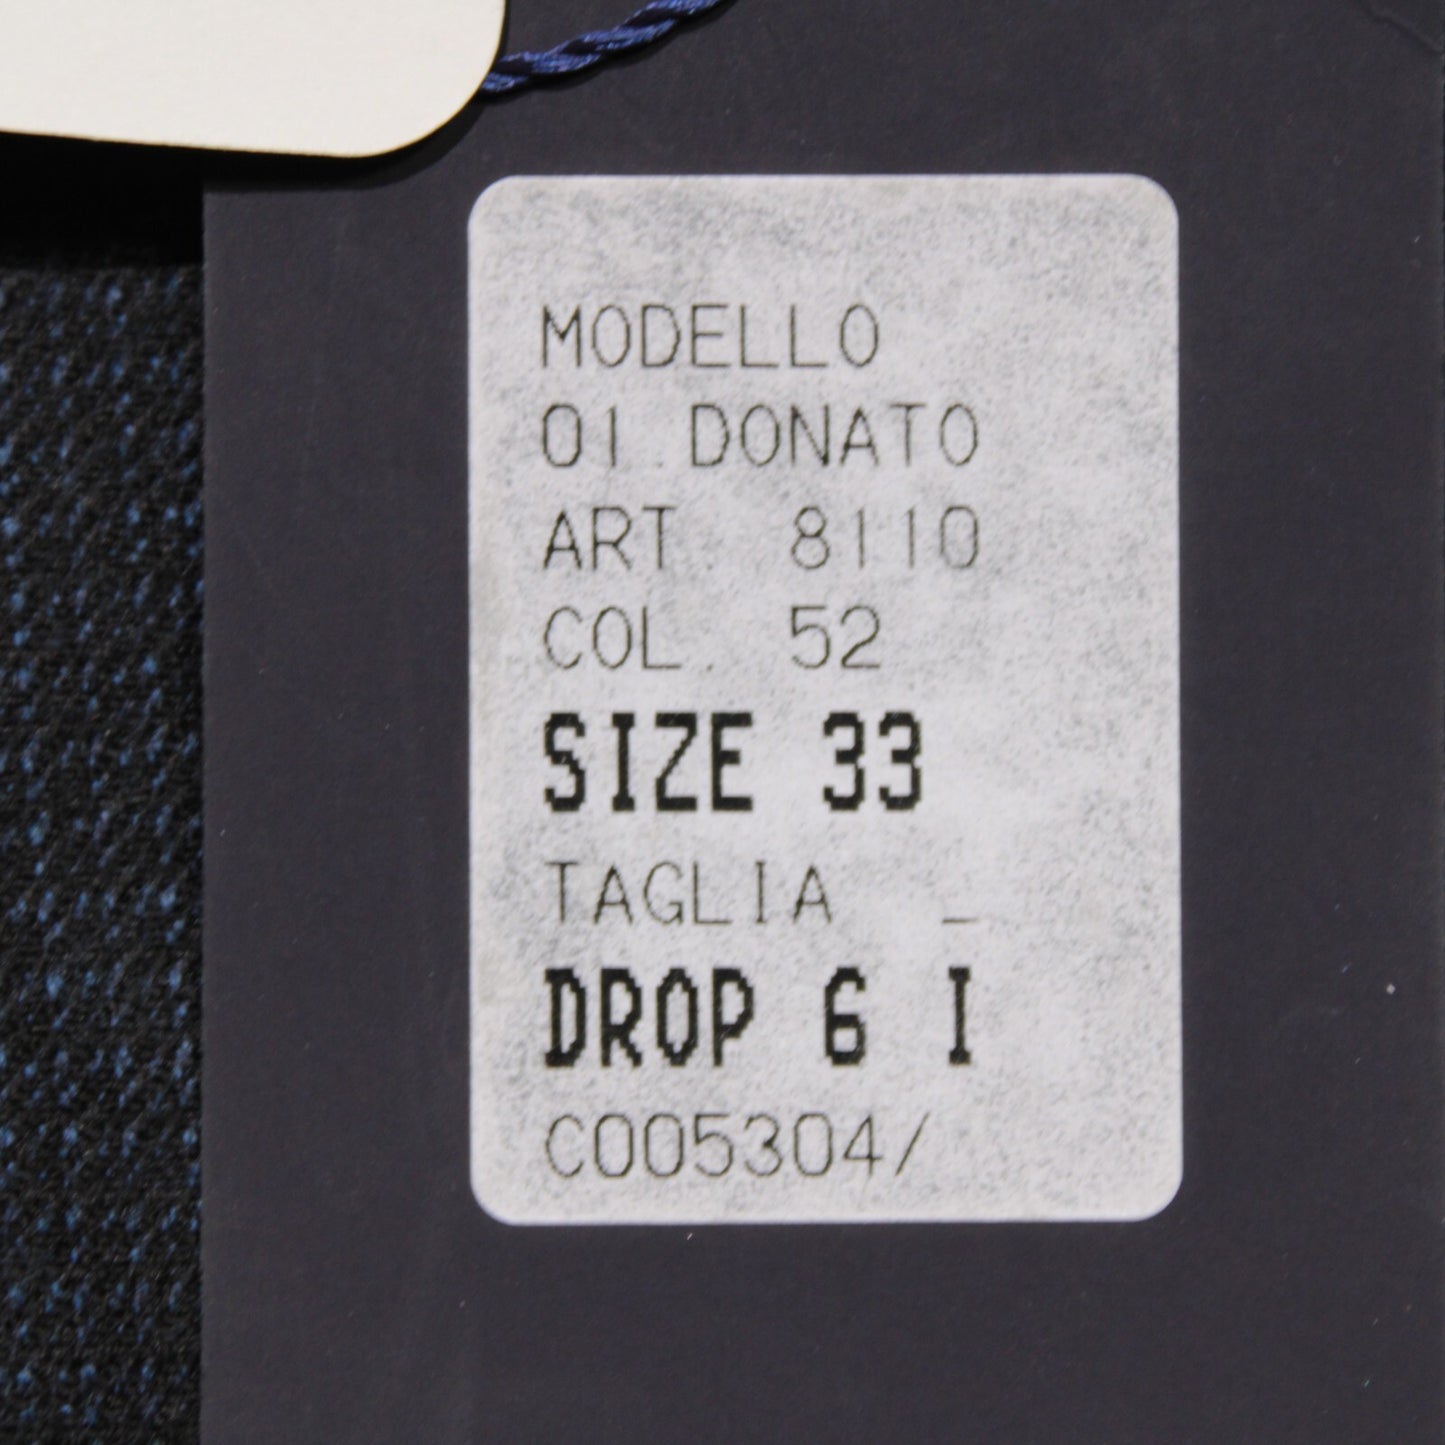 MODELLO
01.DONATO
ART. 8110
COL. 52
SIZE 33
TAGLIA _
DROP 6 I
C005304/